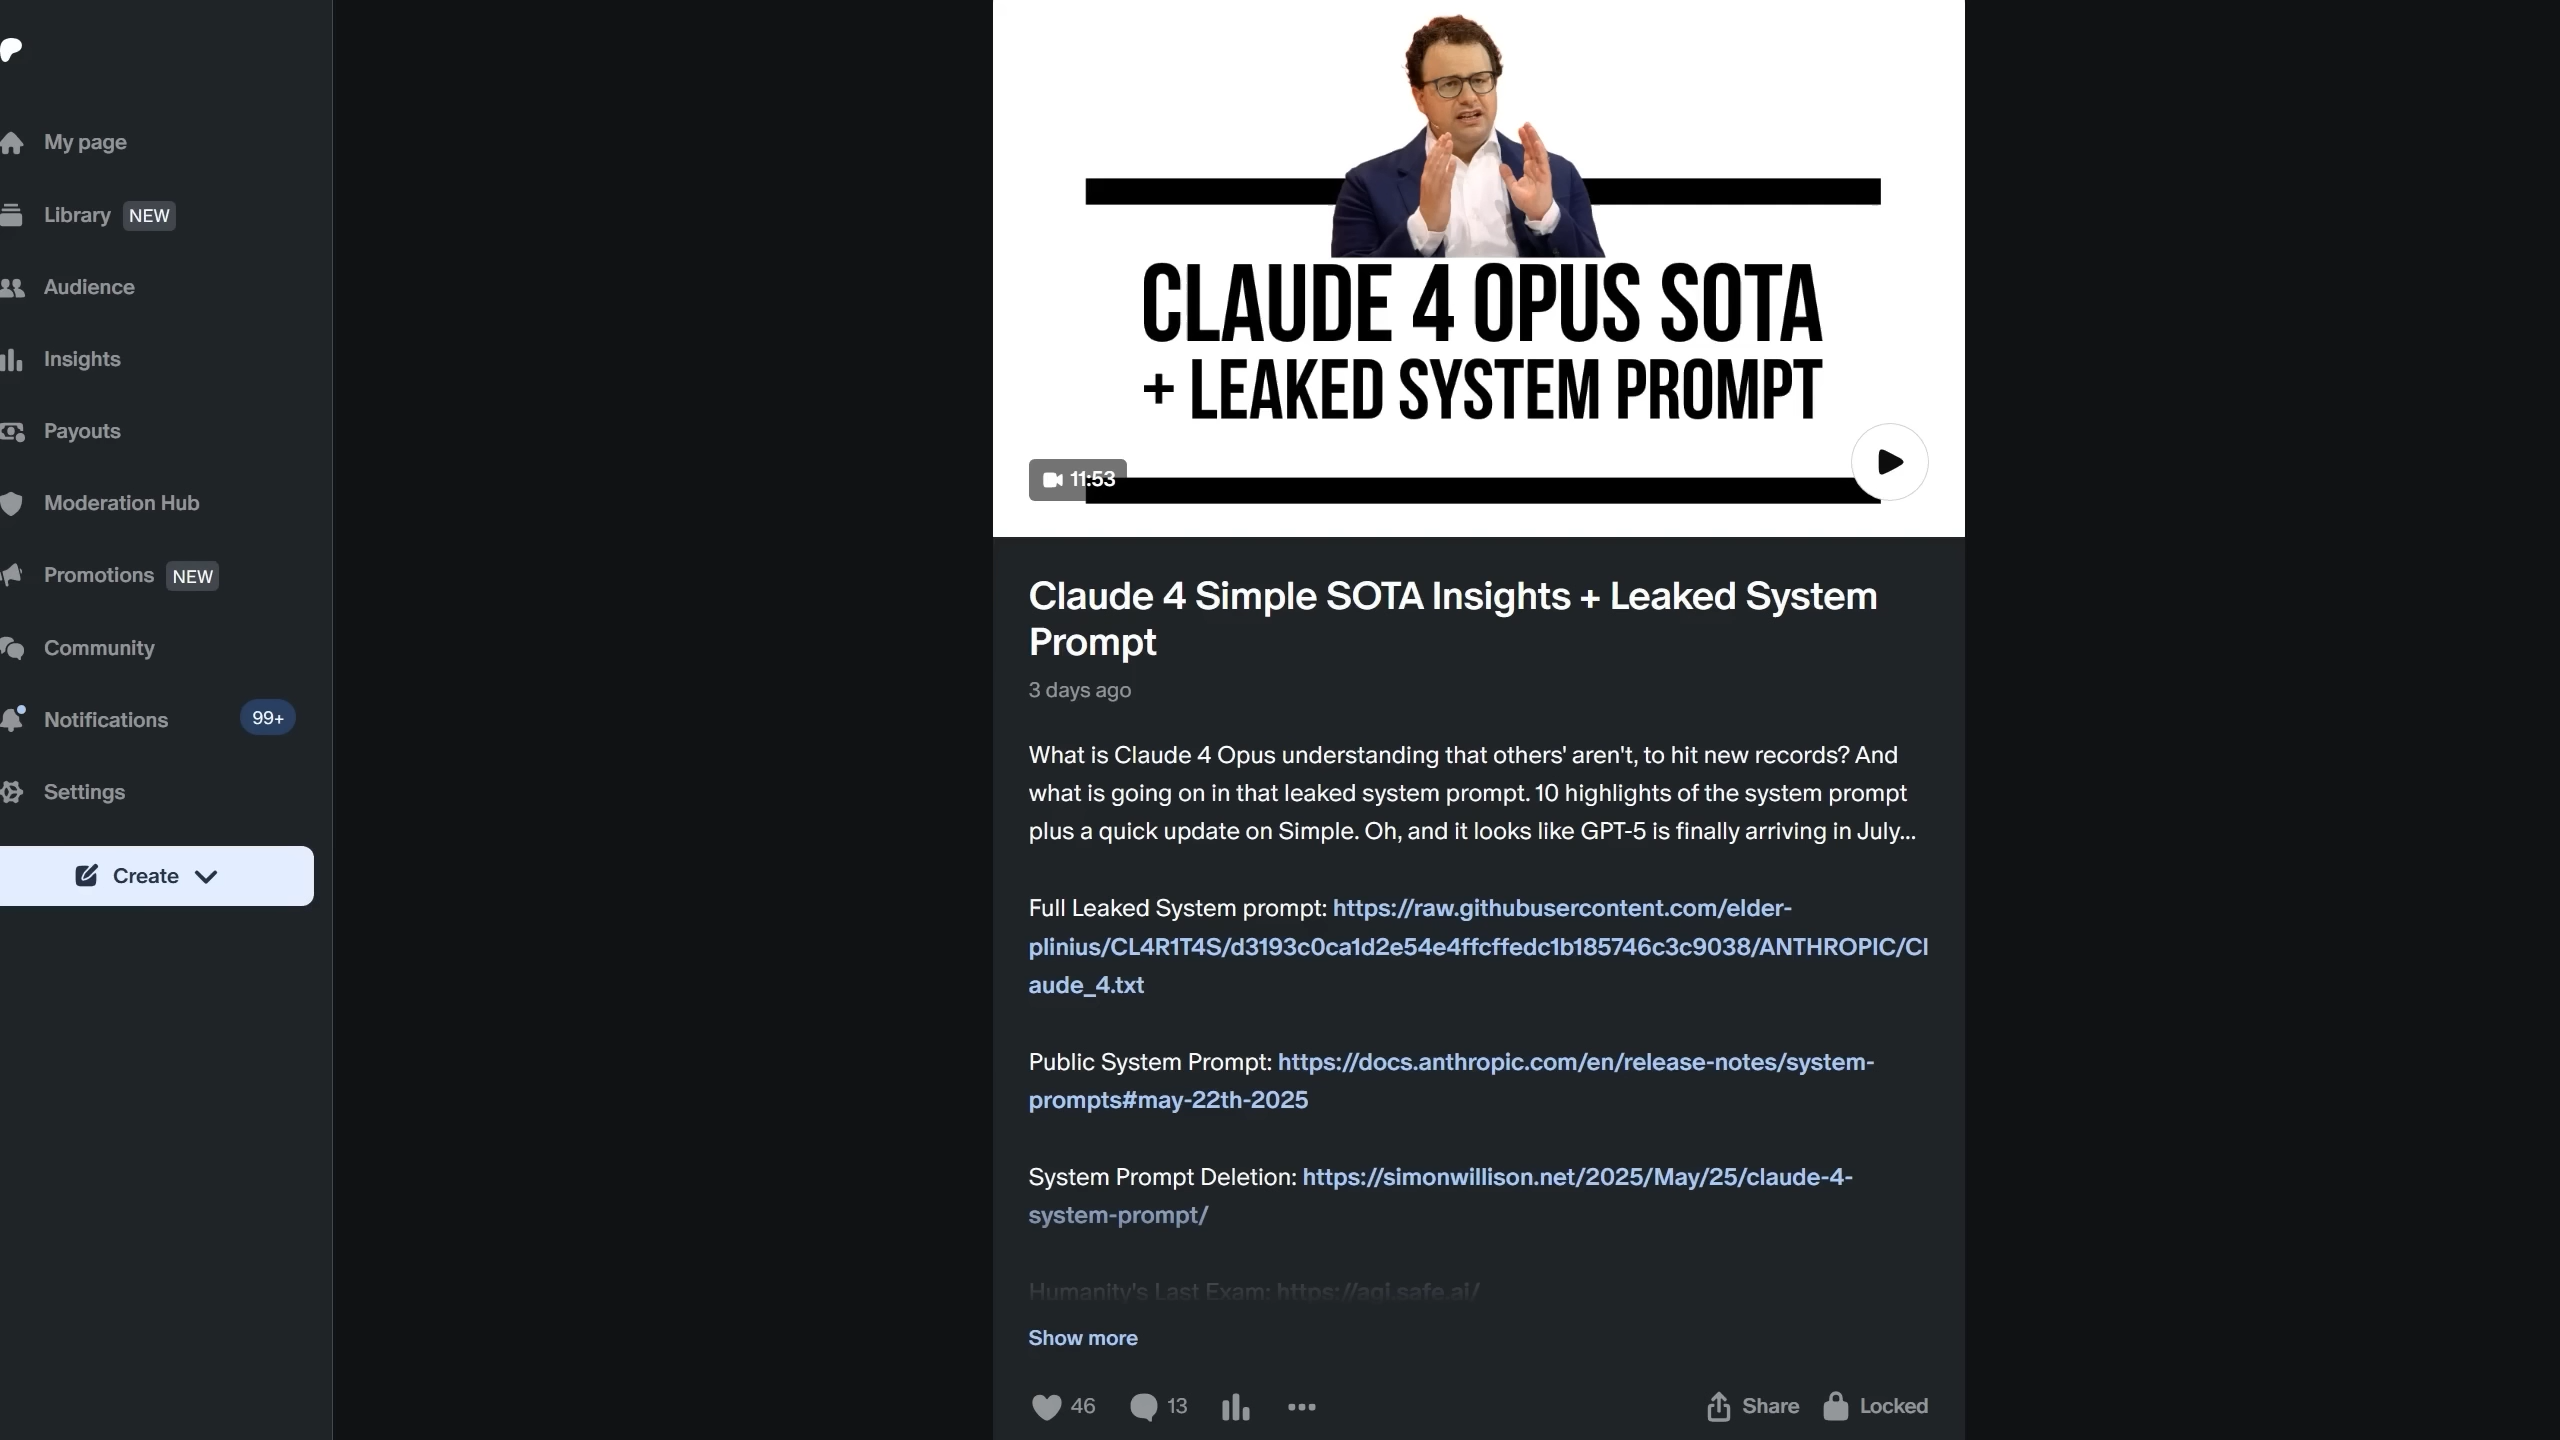 My page
Library NEW
Audience
Insights
Payouts
Moderation Hub
Promotions NEW
Community
Notifications 99+
Settings
Create
CLAUDE 4 OPUS SOTA
+ LEAKED SYSTEM PROMPT
11:53
Claude 4 Simple SOTA Insights + Leaked System
Prompt
3 days ago
What is Claude 4 Opus understanding that others' aren't, to hit new records? And
what is going on in that leaked system prompt. 10 highlights of the system prompt
plus a quick update on Simple. Oh, and it looks like GPT-5 is finally arriving in July...
Full Leaked System prompt: https://raw.githubusercontent.com/elder-
plinius/CL4R1T4S/d3193c0ca1d2e54e4ffcffedc1b185746c3c9038/ANTHROPIC/Cl
aude_4.txt
Public System Prompt: https://docs.anthropic.com/en/release-notes/system-
prompts#may-22th-2025
System Prompt Deletion: https://simonwillison.net/2025/May/25/claude-4-
system-prompt/
Humanity's Last Exam: https://agi.safe.ai/
Show more
46
13
Share
Locked